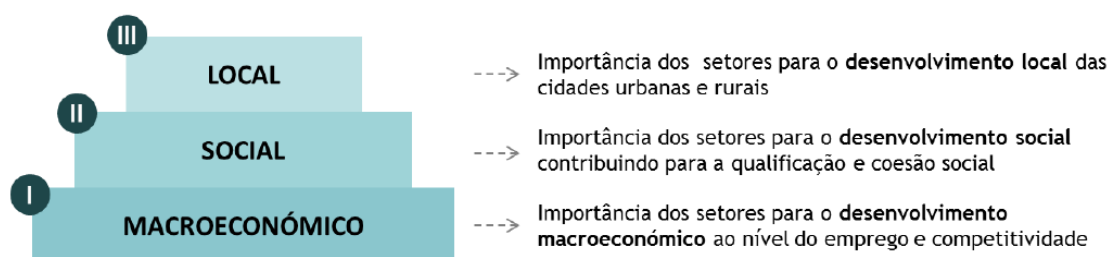 III
LOCAL
Importância dos setores para o desenvolvimento local das
cidades urbanas e rurais
II
SOCIAL
Importância dos setores para o desenvolvimento social
contribuindo para a qualificação e coesão social
I
MACROECONÓMICO
Importância dos setores para o desenvolvimento
macroeconómico ao nível do emprego e competitividade